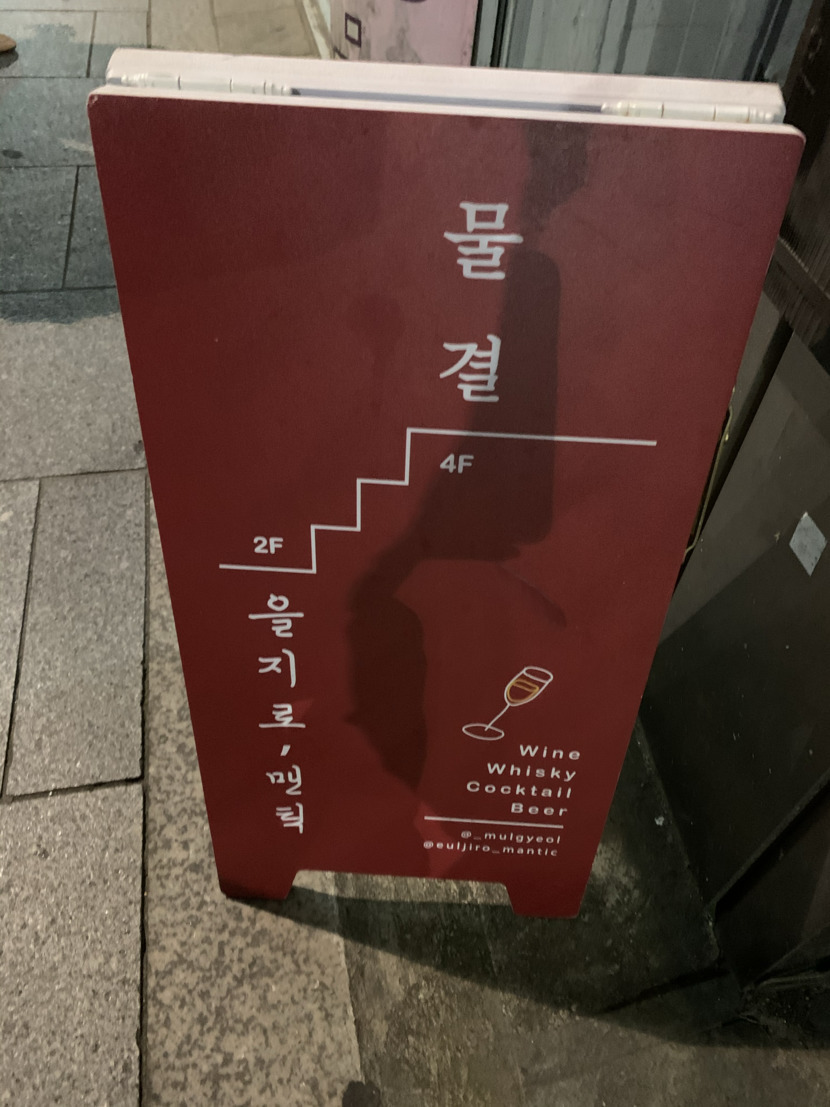 물결
4F
2F
을지로, 맨틱
Wine
Whisky
Cocktail
Beer
@_mulgyeol
@euljiro_mantic